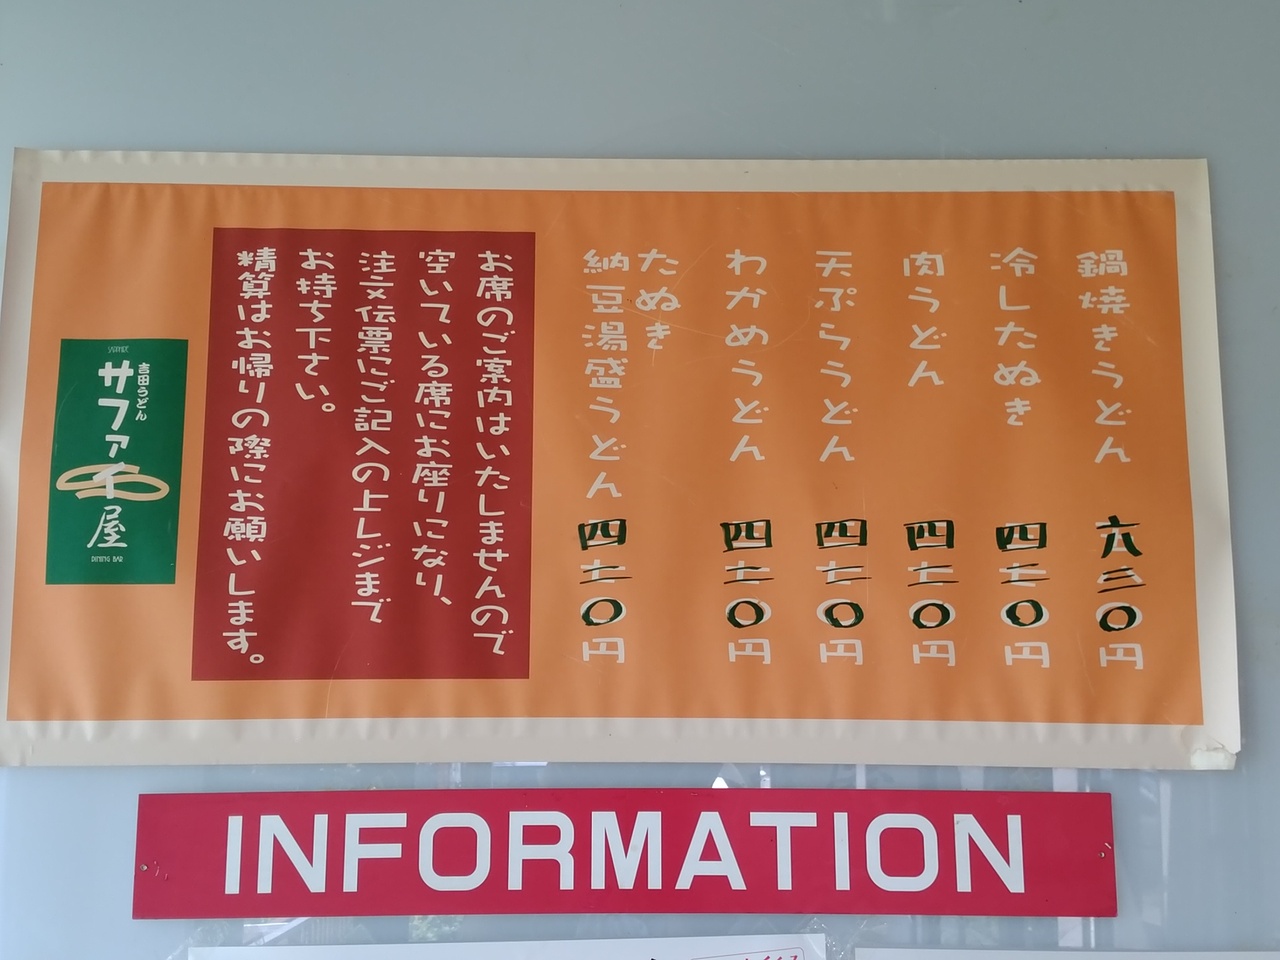 鍋焼きうどん 六三〇円
冷したぬき 四二〇円
肉うどん 四二〇円
天ぷらうどん 四二〇円
わかめうどん 四二〇円
たぬき
納豆湯盛うどん 四二〇円
お席のご案内はいたしませんので
空いている席にお座りになり、
注文伝票にご記入の上レジまで
お持ち下さい。
精算はお帰りの際にお願いします。
吉田うどん
サファイ屋
DINING BAR
INFORMATION